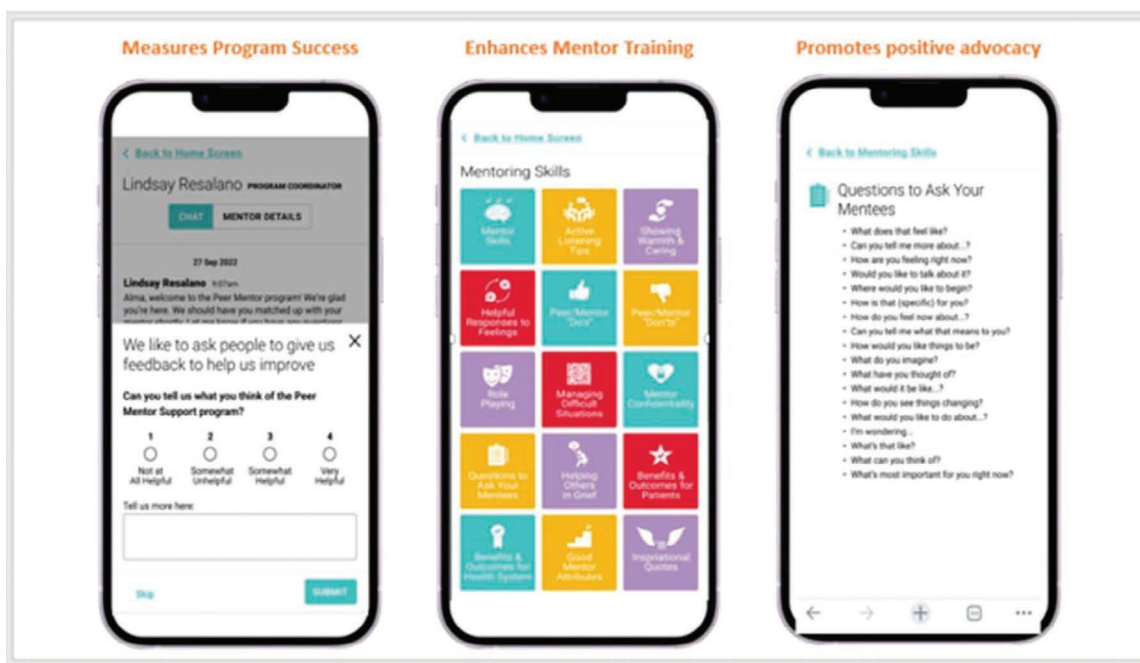 Measures Program Success
Enhances Mentor Training
Promotes positive advocacy
< Back to Home Screen
Lindsay Resalano PROGRAM COORDINATOR
CHAT
MENTOR DETAILS
27 Sep 2022
Lindsay Resalano 9:07am
Alma, welcome to the Peer Mentor program! We're glad
you're here. We should have you matched up with your
mentor shortly. Let me know if you have any questions
We like to ask people to give us
feedback to help us improve
Can you tell us what you think of the Peer
Mentor Support program?
1 2 3 4
Not at Somewhat Somewhat Very
All Helpful Unhelpful Helpful Helpful
Tell us more here:
Skip
SUBMIT
< Back to Home Screen
Mentoring Skills
Mentor
Skills
Active
Listening
Tips
Showing
Warmth &
Caring
Helpful
Responses to
Feelings
Peer/Mentor
"Do's"
Peer/Mentor
"Don'ts"
Role
Playing
Managing
Difficult
Situations
Mentor
Confidentiality
Questions to
Ask Your
Mentees
Helping
Others
in Grief
Benefits &
Outcomes for
Patients
Benefits &
Outcomes for
Health System
Good
Mentor
Attributes
Inspirational
Quotes
< Back to Mentoring Skills
Questions to Ask Your
Mentees
• What does that feel like?
• Can you tell me more about...?
• How are you feeling right now?
• Would you like to talk about it?
• Where would you like to begin?
• How is that (specific) for you?
• How do you feel now about...?
• Can you tell me what that means to you?
• How would you like things to be?
• What do you imagine?
• What have you thought of?
• What would it be like...?
• How do you see things changing?
• What would you like to do about...?
• I'm wondering...
• What's that like?
• What can you think of?
• What's most important for you right now?